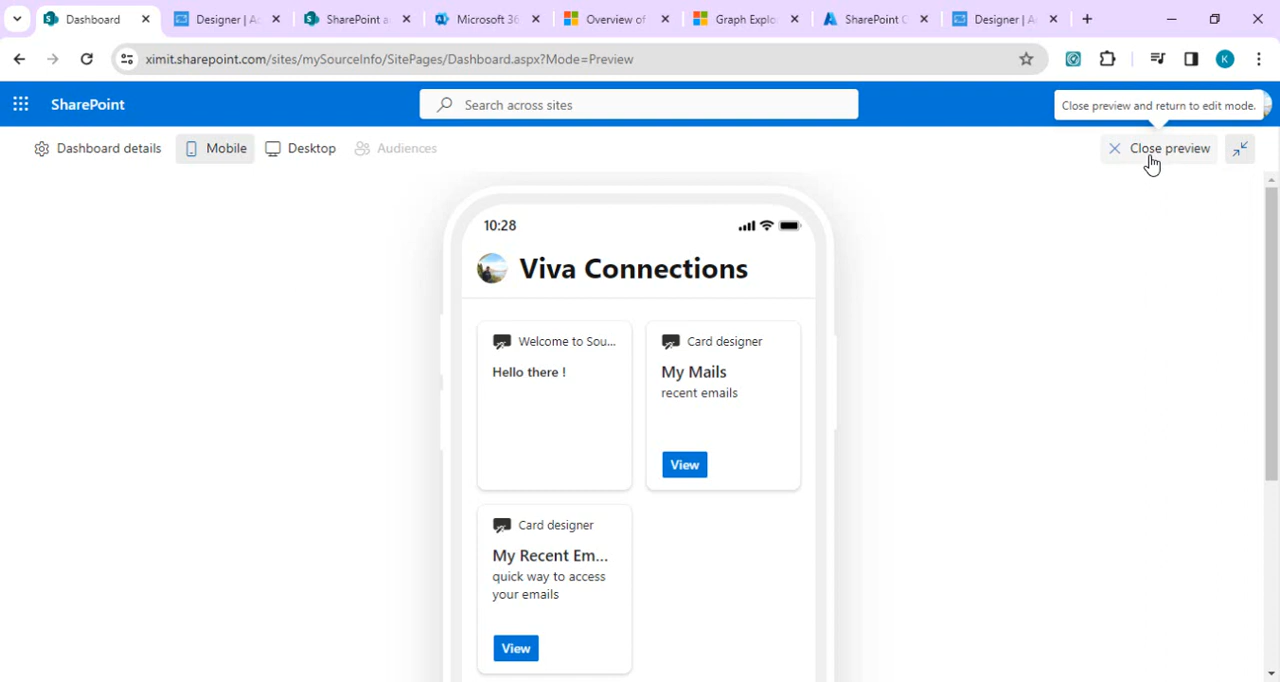 Dashboard
Designer | A
SharePoint a
Microsoft 36
Overview of
Graph Explo
SharePoint C
Designer | A
ximit.sharepoint.com/sites/mySourceInfo/SitePages/Dashboard.aspx?Mode=Preview
K
SharePoint
Search across sites
Close preview and return to edit mode.
Dashboard details
Mobile
Desktop
Audiences
Close preview
10:28
Viva Connections
Welcome to Sou...
Hello there !
Card designer
My Mails
recent emails
View
Card designer
My Recent Em...
quick way to access
your emails
View